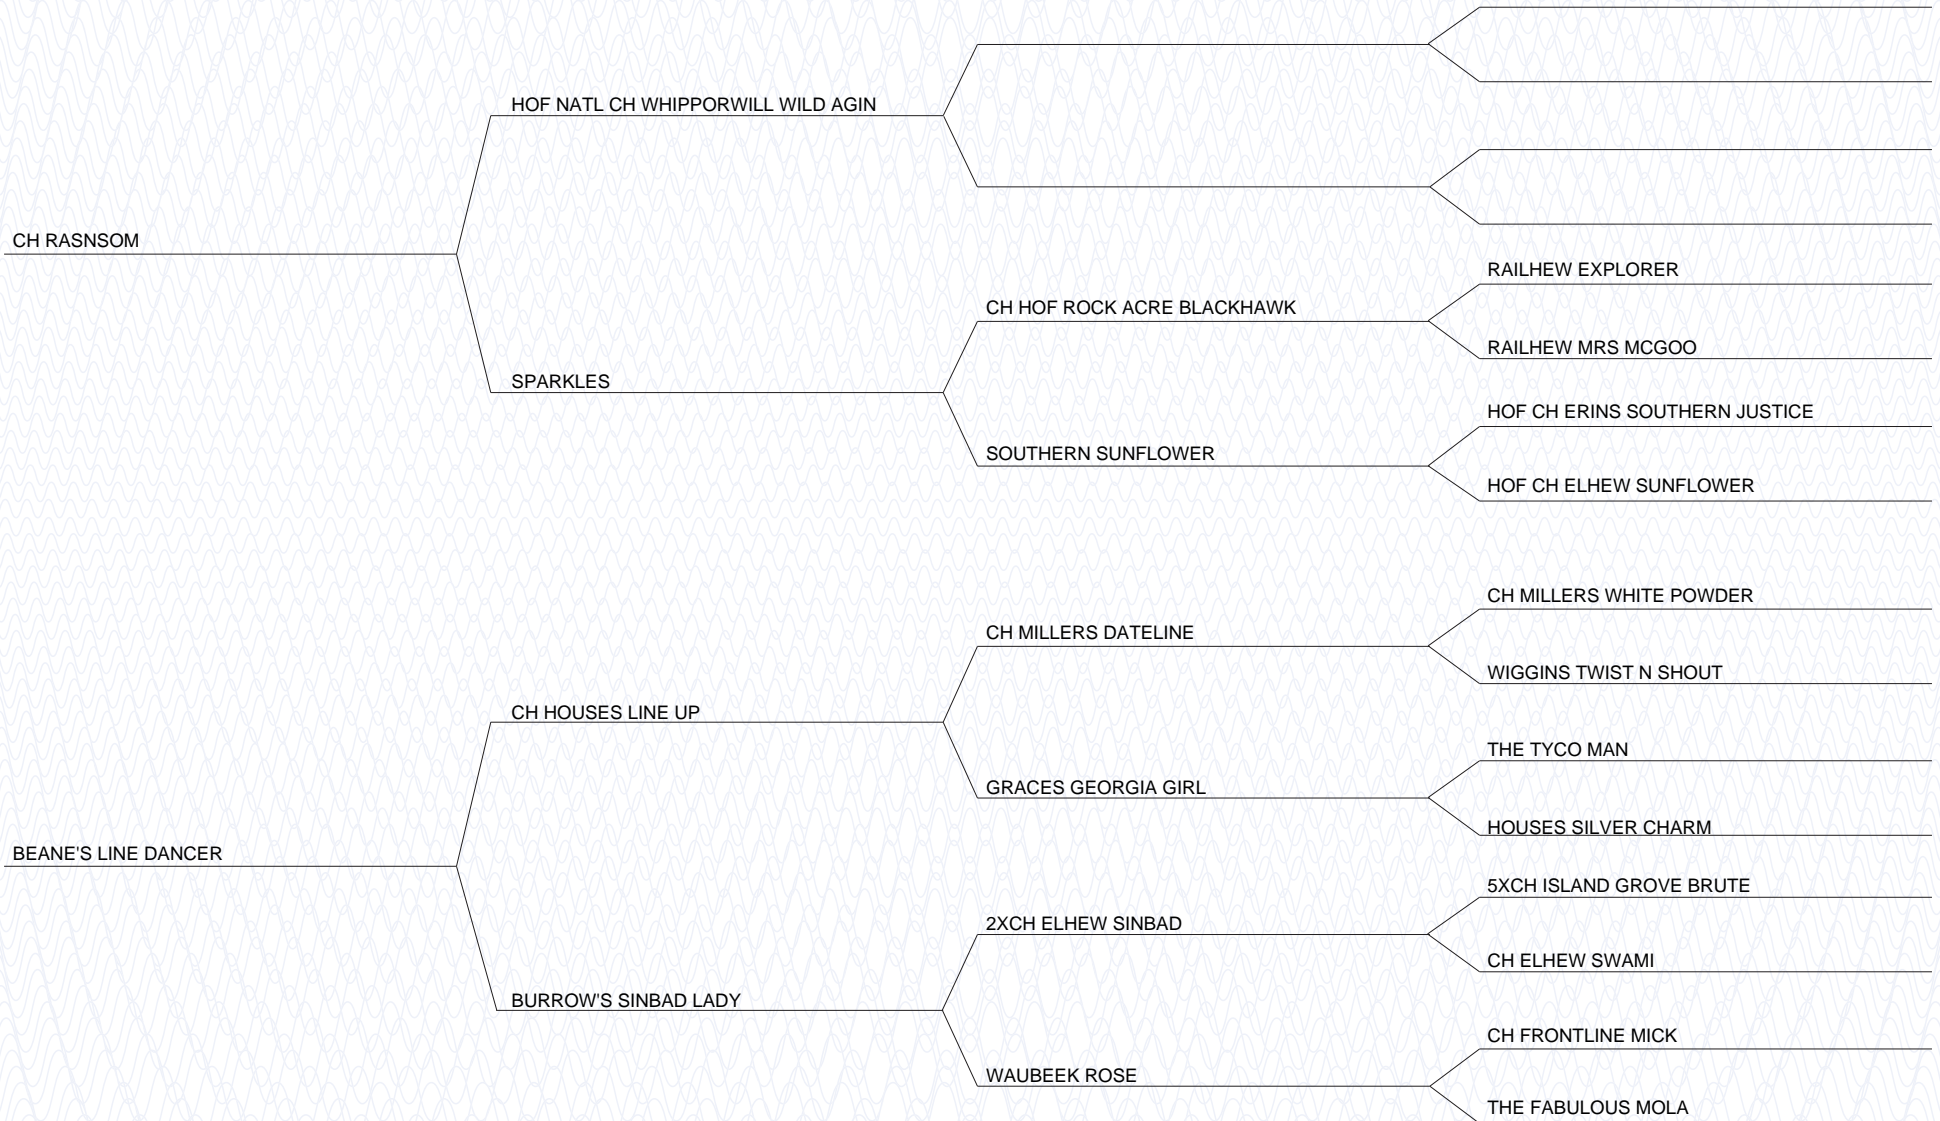 HOF NATL CH WHIPPORWILL WILD AGIN
CH RASNSOM
RAILHEW EXPLORER
CH HOF ROCK ACRE BLACKHAWK
RAILHEW MRS MCGOO
SPARKLES
HOF CH ERINS SOUTHERN JUSTICE
SOUTHERN SUNFLOWER
HOF CH ELHEW SUNFLOWER
CH MILLERS WHITE POWDER
CH MILLERS DATELINE
WIGGINS TWIST N SHOUT
CH HOUSES LINE UP
THE TYCO MAN
GRACES GEORGIA GIRL
HOUSES SILVER CHARM
BEANE'S LINE DANCER
5XCH ISLAND GROVE BRUTE
2XCH ELHEW SINBAD
CH ELHEW SWAMI
BURROW'S SINBAD LADY
CH FRONTLINE MICK
WAUBEEK ROSE
THE FABULOUS MOLA